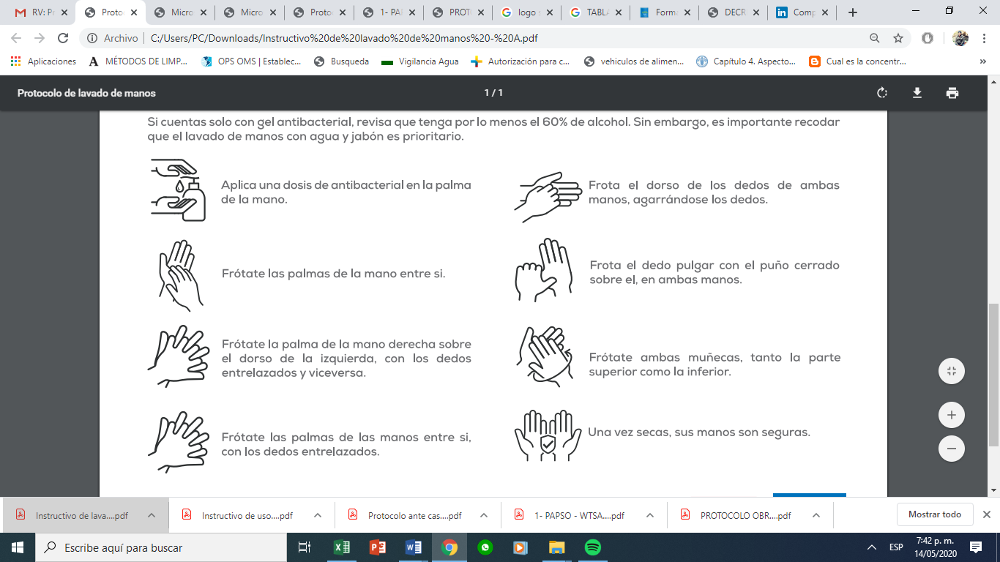 RV: Pr
Proto
Micro
Micro
Proto
1- PAI
PROT
logo s
TABL
Forma
DECR
Comp
Archivo
C:/Users/PC/Downloads/Instructivo%20de%20lavado%20de%20manos%20-%20A.pdf
Aplicaciones
MÉTODOS DE LIMP...
OPS OMS | Establec...
Busqueda
Vigilancia Agua
Autorización para c...
vehiculos de alimen...
Capítulo 4. Aspecto...
Cual es la concentr...
»
Protocolo de lavado de manos
1 / 1
Si cuentas solo con gel antibacterial, revisa que tenga por lo menos el 60% de alcohol. Sin embargo, es importante recodar
que el lavado de manos con agua y jabón es prioritario.
Aplica una dosis de antibacterial en la palma
de la mano.
Frótate las palmas de la mano entre si.
Frótate la palma de la mano derecha sobre
el dorso de la izquierda, con los dedos
entrelazados y viceversa.
Frótate las palmas de las manos entre si,
con los dedos entrelazados.
Frota el dorso de los dedos de ambas
manos, agarrándose los dedos.
Frota el dedo pulgar con el puño cerrado
sobre el, en ambas manos.
Frótate ambas muñecas, tanto la parte
superior como la inferior.
Una vez secas, sus manos son seguras.
Instructivo de lava....pdf
Instructivo de uso....pdf
Protocolo ante cas....pdf
1- PAPSO - WTSA....pdf
PROTOCOLO OBR....pdf
Mostrar todo
Escribe aquí para buscar
ESP
7:42 p. m.
14/05/2020